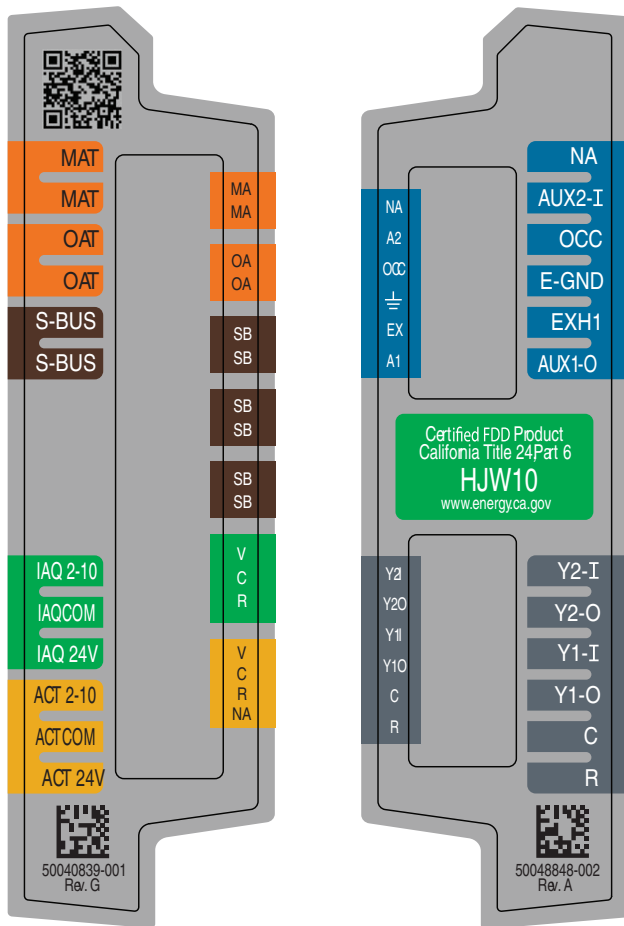 MAT
MAT
OAT
OAT
S-BUS
S-BUS
IAQ 2-10
IAQCOM
IAQ 24V
ACT 2-10
ACTCOM
ACT 24V
MA
MA
OA
OA
SB
SB
SB
SB
SB
SB
V
C
R
V
C
R
NA
50040839-001
Rev. G
NA
A2
OCC
EX
A1
NA
AUX2-I
OCC
E-GND
EXH1
AUX1-O
Certified FDD Product
California Title 24,Part 6
HJW10
www.energy.ca.gov
Y2I
Y2O
Y1I
Y1O
C
R
Y2-I
Y2-O
Y1-I
Y1-O
C
R
50048848-002
Rev. A